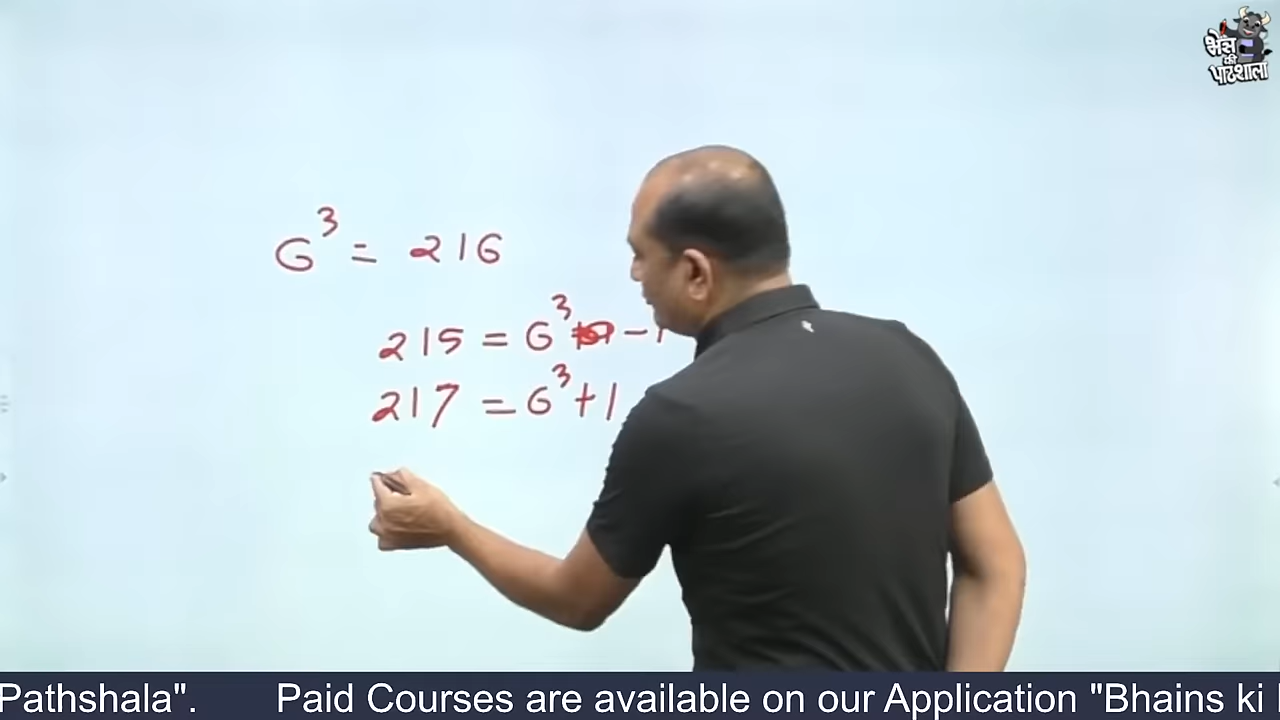 भैंस
की
पाठशाला
6³ = 216
215 = 6³ - 1
217 = 6³ + 1
Pathshala". Paid Courses are available on our Application "Bhains ki